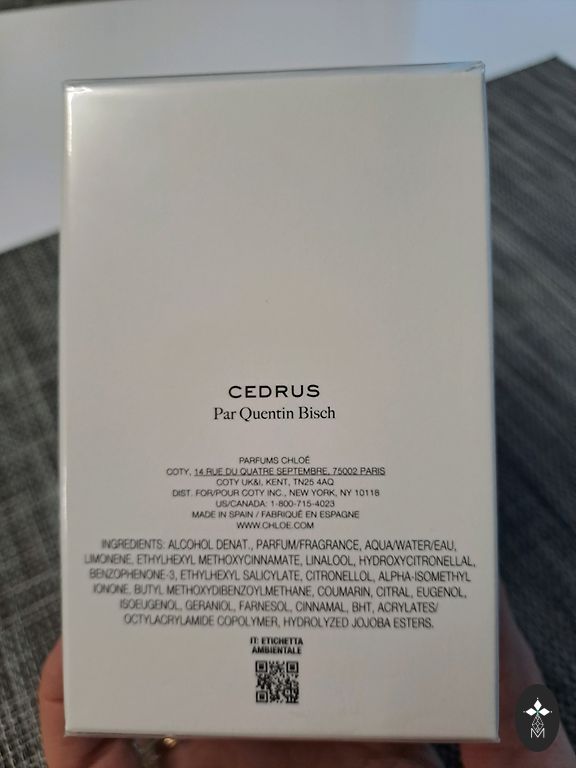 CEDRUS
Par Quentin Bisch
PARFUMS CHLOÉ
COTY, 14 RUE DU QUATRE SEPTEMBRE, 75002 PARIS
COTY UK&I, KENT, TN25 4AQ
DIST. FOR/POUR COTY INC., NEW YORK, NY 10118
US/CANADA: 1-800-715-4023
MADE IN SPAIN / FABRIQUÉ EN ESPAGNE
WWW.CHLOE.COM
INGREDIENTS: ALCOHOL DENAT., PARFUM/FRAGRANCE, AQUA/WATER/EAU,
LIMONENE, ETHYLHEXYL METHOXYCINNAMATE, LINALOOL, HYDROXYCITRONELLAL,
BENZOPHENONE-3, ETHYLHEXYL SALICYLATE, CITRONELLOL, ALPHA-ISOMETHYL
IONONE, BUTYL METHOXYDIBENZOYLMETHANE, COUMARIN, CITRAL, EUGENOL,
ISOEUGENOL, GERANIOL, FARNESOL, CINNAMAL, BHT, ACRYLATES/
OCTYLACRYLAMIDE COPOLYMER, HYDROLYZED JOJOBA ESTERS.
IT: ETICHETTA
AMBIENTALE
M